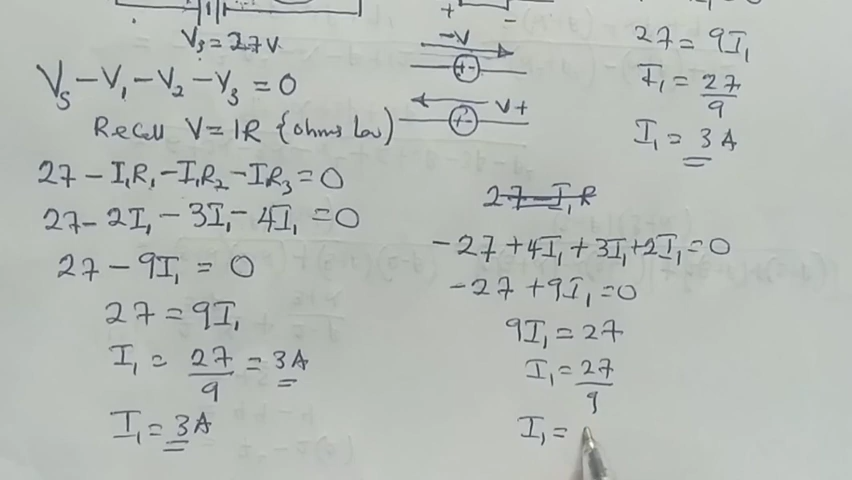 + -
V₃ = 27V.
-V
+ -
Vs - V₁ - V₂ - V₃ = 0
V+
+ -
Recall V = IR {ohms law)
27 - I₁R₁ - I₁R₂ - IR₃ = 0
27 - 2I₁ - 3I₁ - 4I₁ = 0
27 - 9I₁ = 0
27 = 9I₁
I₁ = 27/9 = 3A
I₁ = 3A
27 = 9I₁
I₁ = 27/9
I₁ = 3A
27 - I₁R
-27 + 4I₁ + 3I₁ + 2I₁ = 0
-27 + 9I₁ = 0
9I₁ = 27
I₁ = 27/9
I₁ =